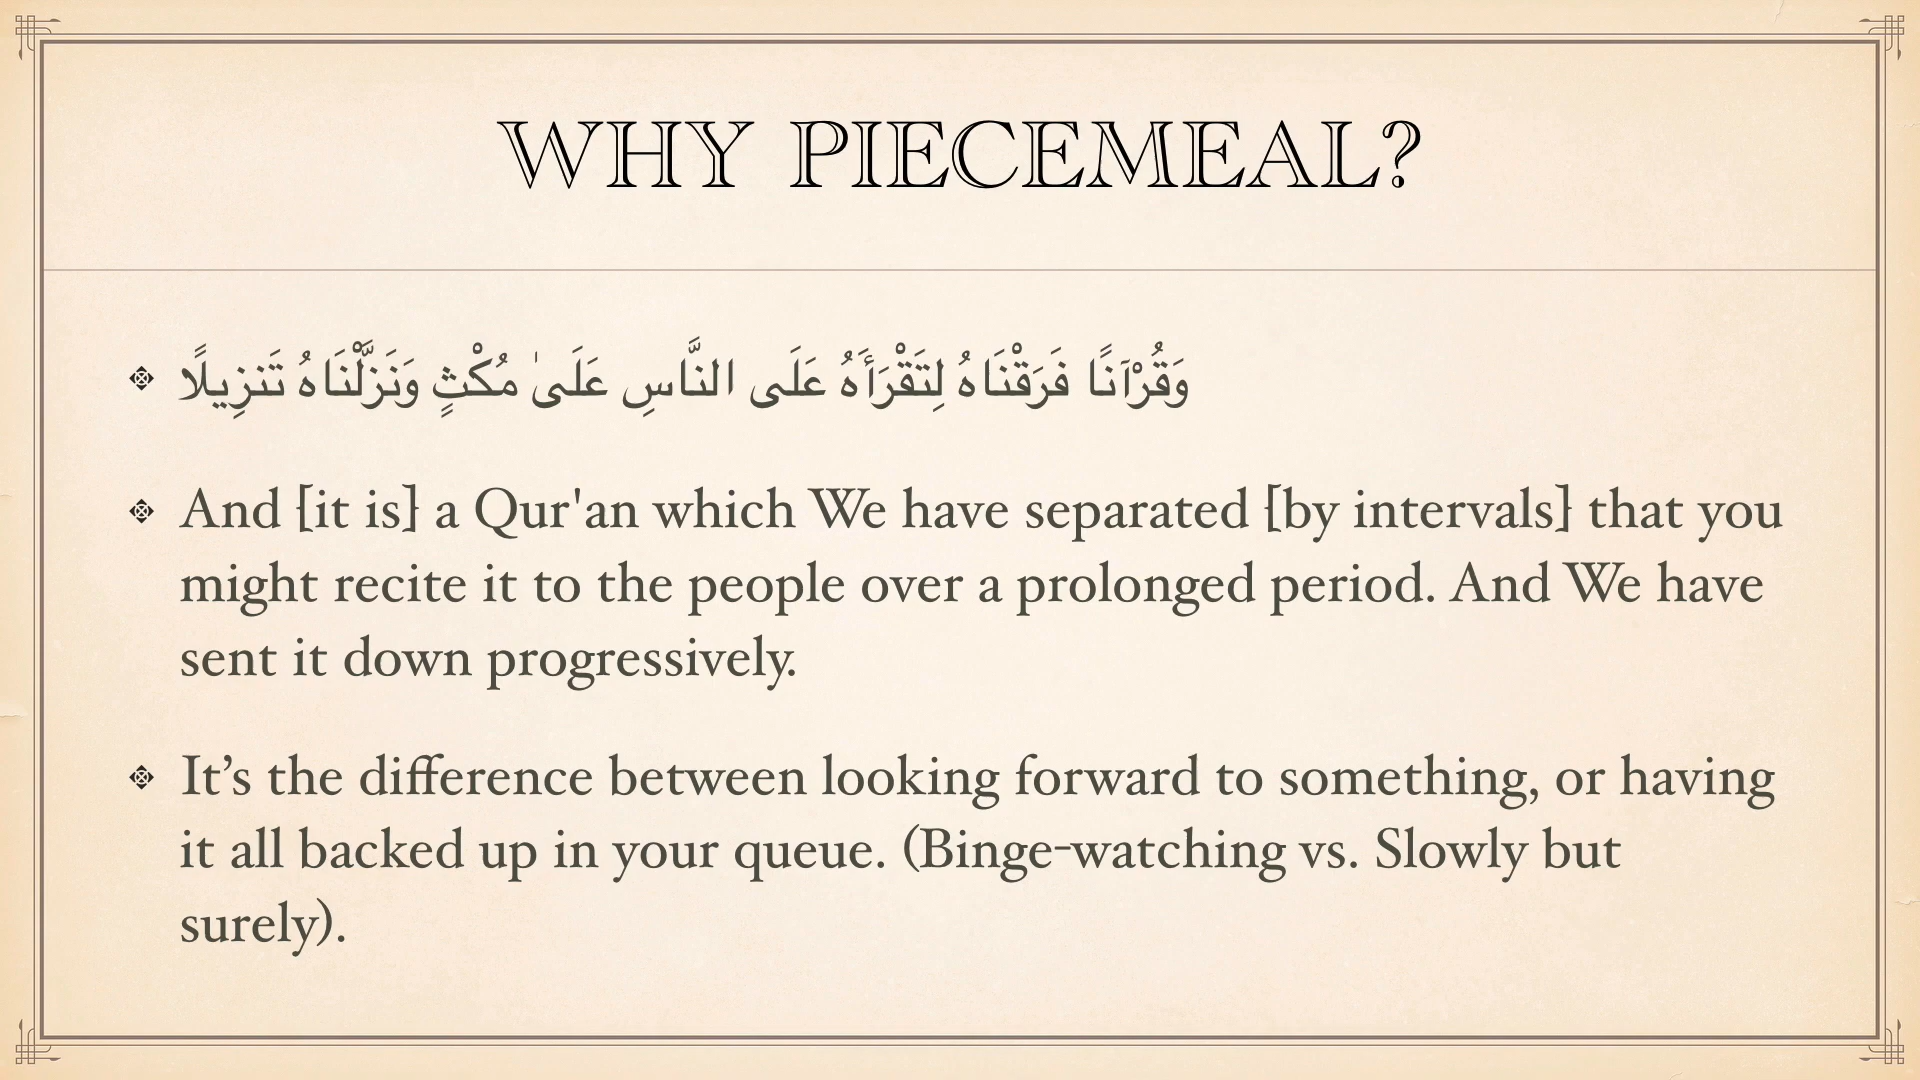 WHY PIECEMEAL?
وَقُرْآنًا فَرَقْنَاهُ لِتَقْرَأَهُ عَلَى النَّاسِ عَلَىٰ مُكْثٍ وَنَزَّلْنَاهُ تَنزِيلًا
And [it is] a Qur'an which We have separated [by intervals] that you
might recite it to the people over a prolonged period. And We have
sent it down progressively.
It’s the difference between looking forward to something, or having
it all backed up in your queue. (Binge-watching vs. Slowly but
surely).